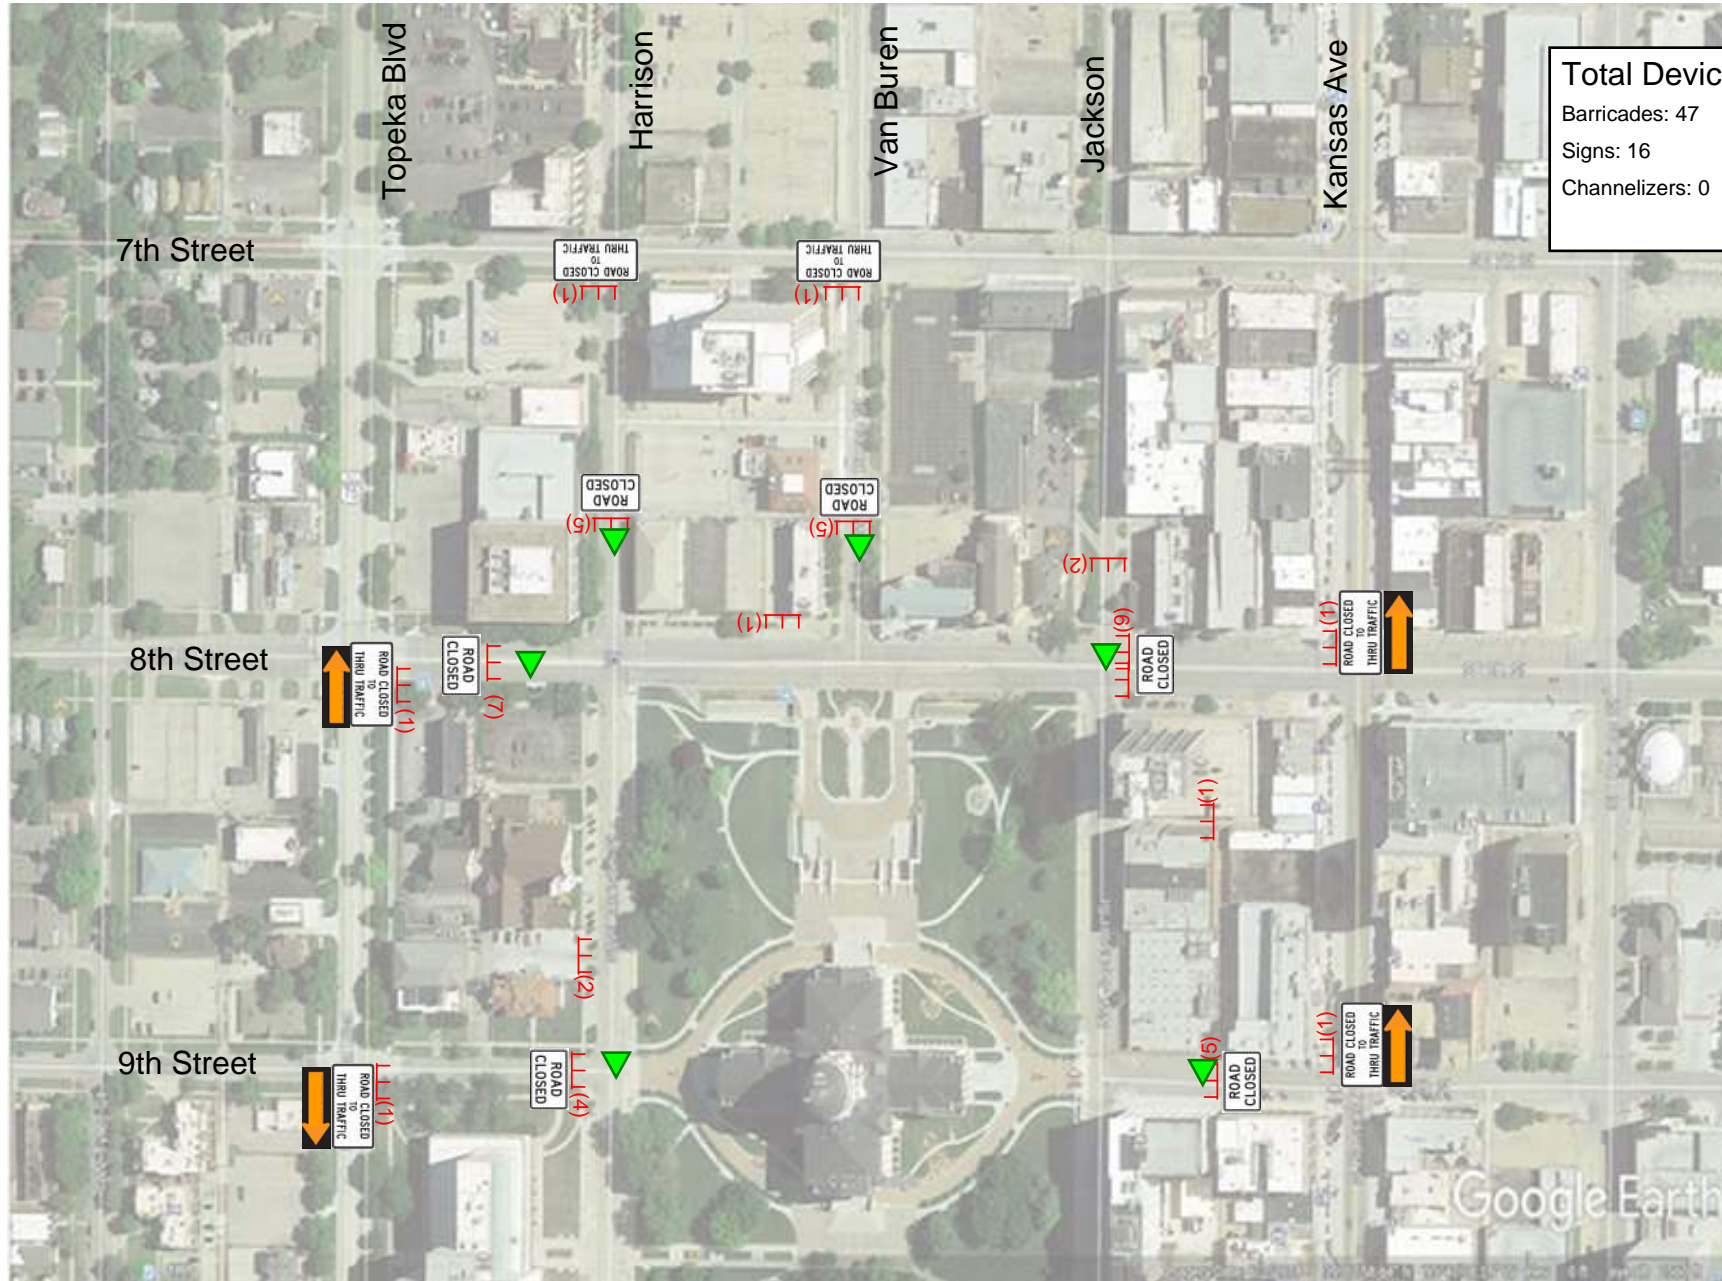 Topeka Blvd
Harrison
Van Buren
Jackson
Kansas Ave
Total Devic
Barricades: 47
Signs: 16
Channelizers: 0
7th Street
ROAD CLOSED
TO
THRU TRAFFIC
(1)
ROAD CLOSED
TO
THRU TRAFFIC
(1)
ROAD
CLOSED
(5)
ROAD
CLOSED
(5)
(2)
(1)
8th Street
ROAD CLOSED
TO
THRU TRAFFIC
(1)
ROAD
CLOSED
(7)
(6)
ROAD
CLOSED
(1)
ROAD CLOSED
TO
THRU TRAFFIC
(1)
(2)
9th Street
ROAD CLOSED
TO
THRU TRAFFIC
(1)
ROAD
CLOSED
(4)
(5)
ROAD
CLOSED
(1)
ROAD CLOSED
TO
THRU TRAFFIC
Google Earth